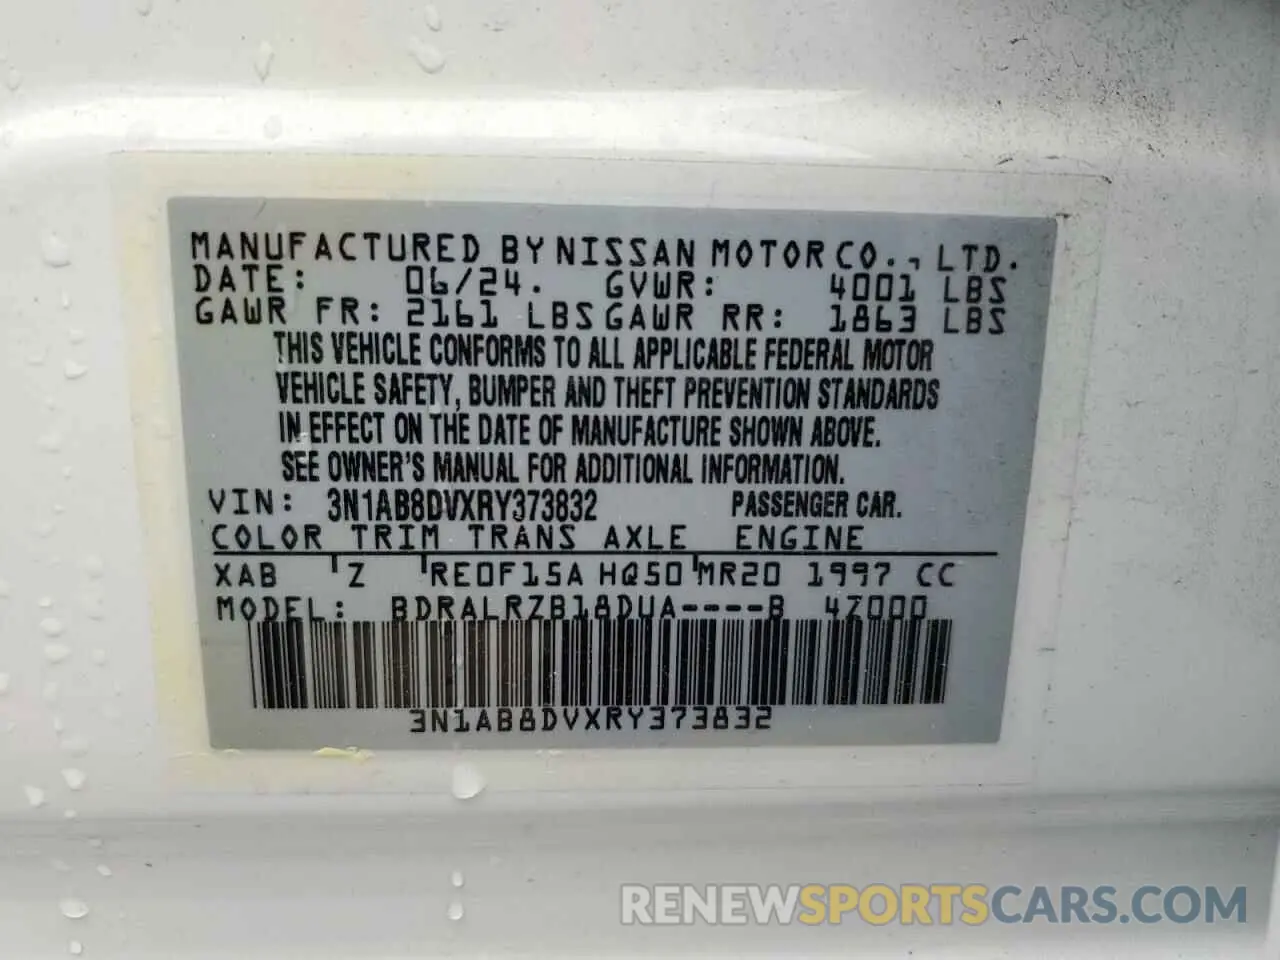 MANUFACTURED BY NISSAN MOTOR CO., LTD.
DATE: 06/24. GVWR: 4001 LBS
GAWR FR: 2161 LBS GAWR RR: 1863 LBS
THIS VEHICLE CONFORMS TO ALL APPLICABLE FEDERAL MOTOR
VEHICLE SAFETY, BUMPER AND THEFT PREVENTION STANDARDS
IN EFFECT ON THE DATE OF MANUFACTURE SHOWN ABOVE.
SEE OWNER'S MANUAL FOR ADDITIONAL INFORMATION.
VIN: 3N1AB8DVXRY373832 PASSENGER CAR.
COLOR TRIM TRANS AXLE ENGINE
XAB Z RE0F15A HQ50 MR20 1997 CC
MODEL: BDRALRZB18DUA----B 4Z000
3N1AB8DVXRY373832
RENEWSPORTSCARS.COM